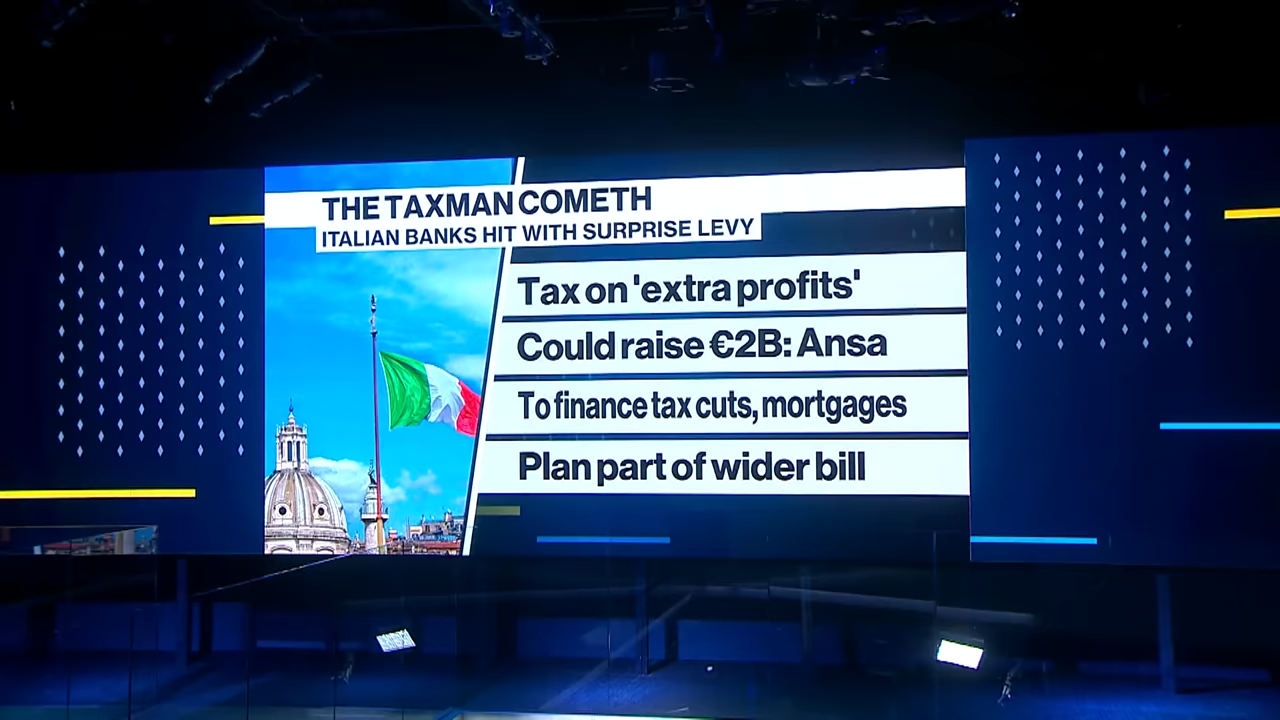 THE TAXMAN COMETH
ITALIAN BANKS HIT WITH SURPRISE LEVY
Tax on 'extra profits'
Could raise €2B: Ansa
To finance tax cuts, mortgages
Plan part of wider bill